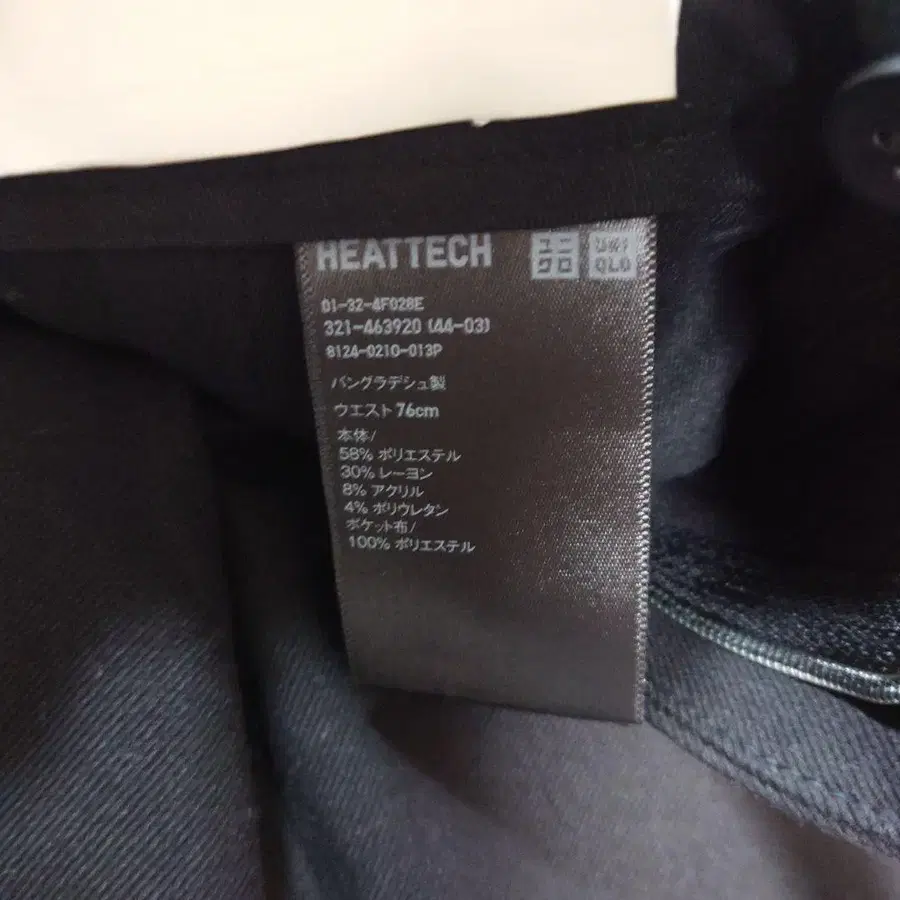 HEATTECH
ユニ
クロ
UNI
QLO
01-32-4F028E
321-463920 (44-03)
8124-0210-013P
バングラデシュ製
ウエスト 76cm
本体/
58% ポリエステル
30% レーヨン
8% アクリル
4% ポリウレタン
ポケット布/
100% ポリエステル